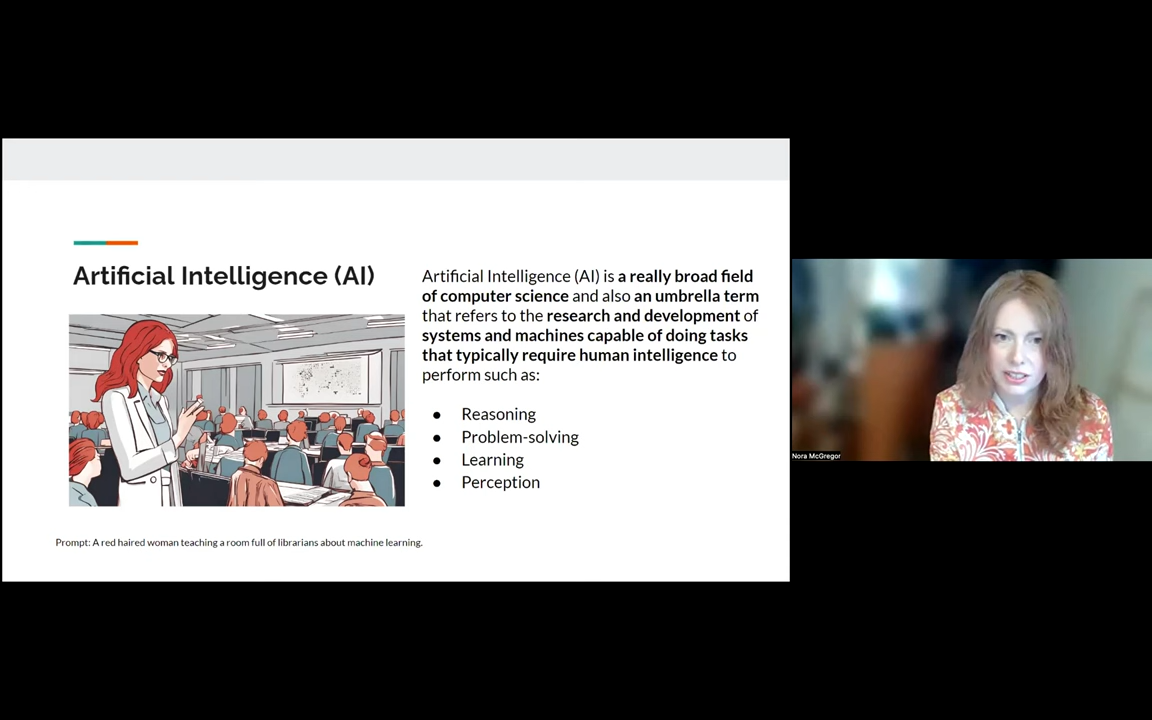 Artificial Intelligence (AI)
Artificial Intelligence (AI) is a really broad field
of computer science and also an umbrella term
that refers to the research and development of
systems and machines capable of doing tasks
that typically require human intelligence to
perform such as:
● Reasoning
● Problem-solving
● Learning
● Perception
Prompt: A red haired woman teaching a room full of librarians about machine learning.
Nora McGregor